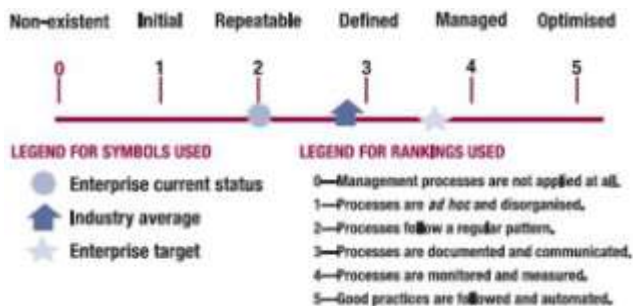 Non-existent Initial Repeatable Defined Managed Optimised
0 1 2 3 4 5
LEGEND FOR SYMBOLS USED
Enterprise current status
Industry average
Enterprise target
LEGEND FOR RANKINGS USED
0—Management processes are not applied at all.
1—Processes are ad hoc and disorganised.
2—Processes follow a regular pattern.
3—Processes are documented and communicated.
4—Processes are monitored and measured.
5—Good practices are followed and automated.